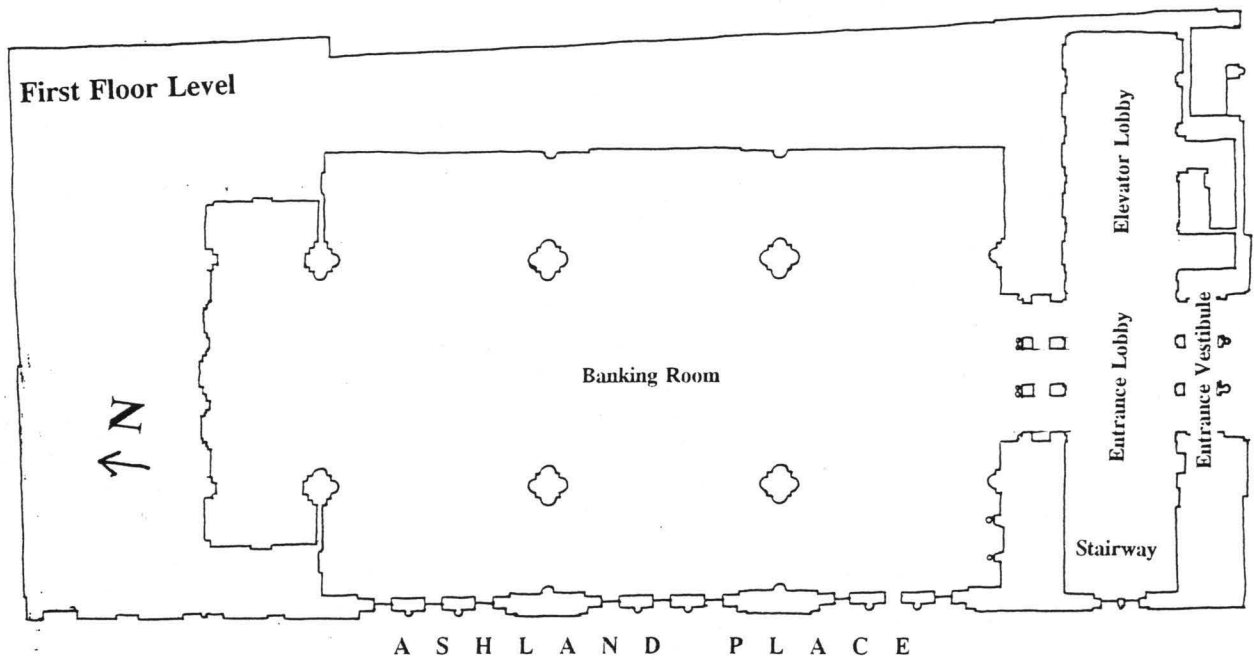 First Floor Level
Elevator Lobby
Banking Room
Entrance Lobby
Entrance Vestibule
N
Stairway
ASHLAND PLACE